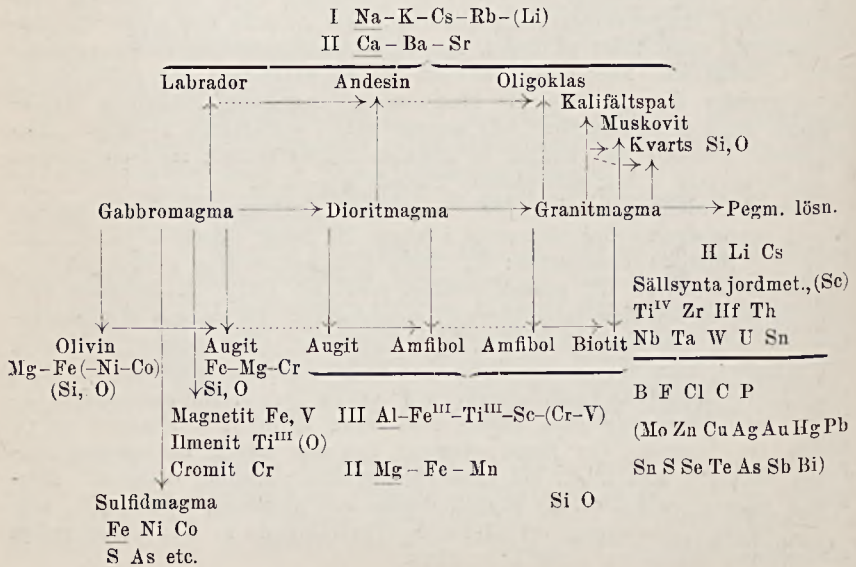 I Na–K–Cs–Rb–(Li)
II Ca–Ba–Sr
Labrador Andesin Oligoklas
Kalifältspat
Muskovit
Kvarts Si, O
Gabbromagma Dioritmagma Granitmagma Pegm. lösn.
H Li Cs
Sällsynta jordmet., (Sc)
Ti^IV Zr Hf Th
Nb Ta W U Sn
Olivin Augit Augit Amfibol Amfibol Biotit
Mg–Fe(–Ni–Co) Fe–Mg–Cr
(Si, O) Si, O
B F Cl C P
Magnetit Fe, V III Al–Fe^III–Ti^III–Sc–(Cr–V)
(Mo Zn Cu Ag Au Hg Pb
Ilmenit Ti^III (O)
Cromit Cr II Mg–Fe–Mn
Sn S Se Te As Sb Bi)
Sulfidmagma Si O
Fe Ni Co
S As etc.